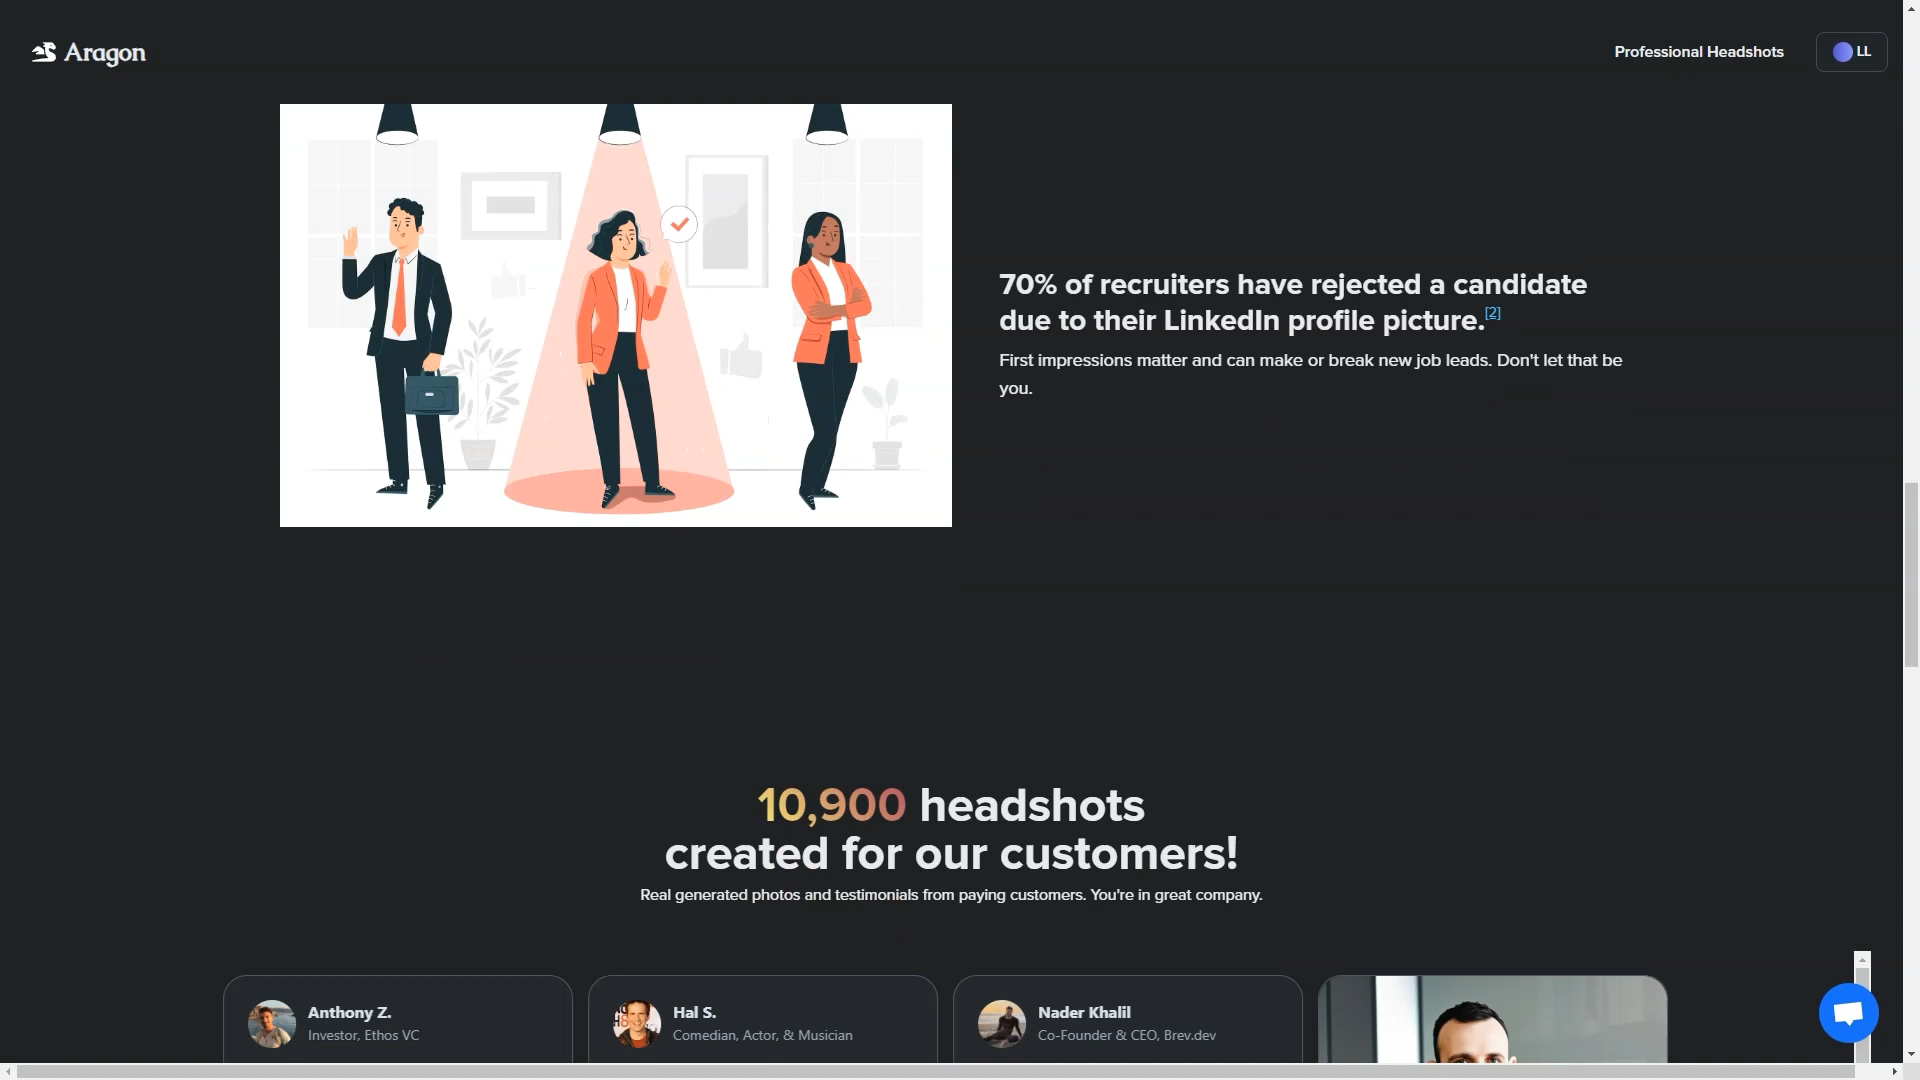 Aragon
Professional Headshots
LL
70% of recruiters have rejected a candidate
due to their LinkedIn profile picture.[2]
First impressions matter and can make or break new job leads. Don't let that be
you.
10,900 headshots
created for our customers!
Real generated photos and testimonials from paying customers. You're in great company.
Anthony Z.
Investor, Ethos VC
Hal S.
Comedian, Actor, & Musician
Nader Khalil
Co-Founder & CEO, Brev.dev